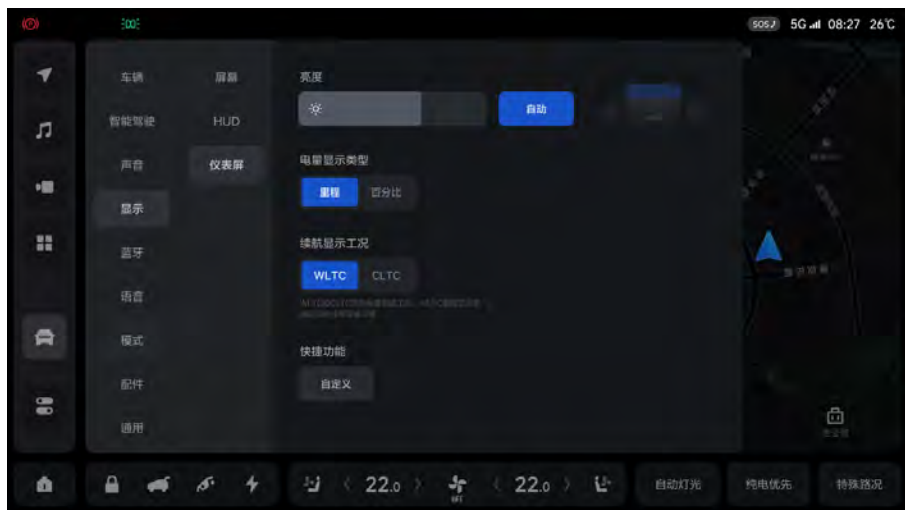 SOS 5G 08:27 26℃
车辆
智能驾驶
声音
显示
蓝牙
语音
模式
配件
通用
屏幕
HUD
仪表屏
亮度
自动
电量显示类型
里程 百分比
续航显示工况
WLTC CLTC
快捷功能
自定义
22.0 22.0
自动灯光 纯电优先 特殊路况